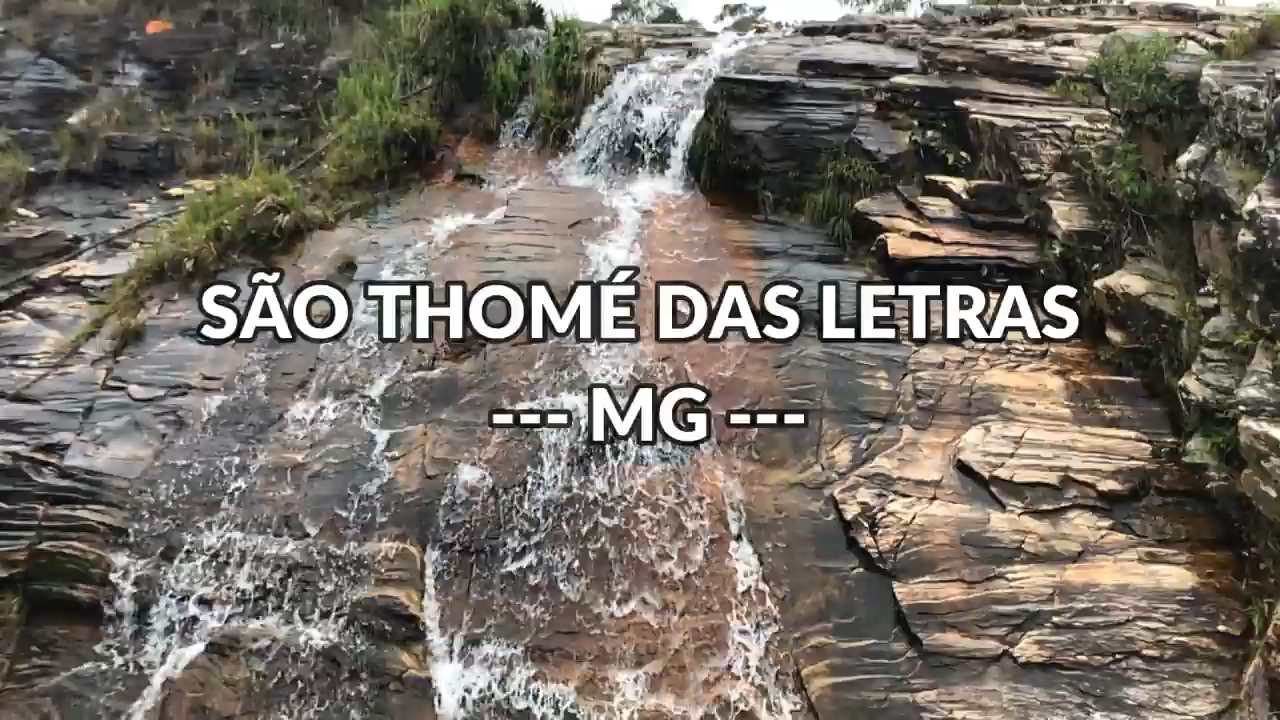 SÃO THOMÉ DAS LETRAS
--- MG ---